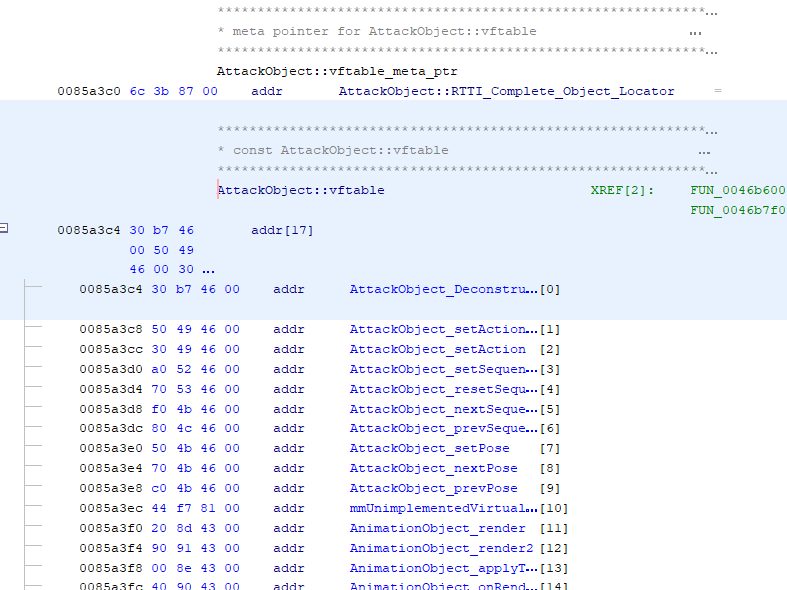 *************************************************************...
* meta pointer for AttackObject::vftable ...
*************************************************************...
AttackObject::vftable_meta_ptr
0085a3c0 6c 3b 87 00 addr AttackObject::RTTI_Complete_Object_Locator =
*************************************************************...
* const AttackObject::vftable ...
*************************************************************...
AttackObject::vftable XREF[2]: FUN_0046b600
FUN_0046b7f0
0085a3c4 30 b7 46 addr[17]
00 50 49
46 00 30 ...
0085a3c4 30 b7 46 00 addr AttackObject_Deconstru...[0]
0085a3c8 50 49 46 00 addr AttackObject_setAction...[1]
0085a3cc 30 49 46 00 addr AttackObject_setAction [2]
0085a3d0 a0 52 46 00 addr AttackObject_setSequen...[3]
0085a3d4 70 53 46 00 addr AttackObject_resetSequ...[4]
0085a3d8 f0 4b 46 00 addr AttackObject_nextSeque...[5]
0085a3dc 80 4c 46 00 addr AttackObject_prevSeque...[6]
0085a3e0 50 4b 46 00 addr AttackObject_setPose [7]
0085a3e4 70 4b 46 00 addr AttackObject_nextPose [8]
0085a3e8 c0 4b 46 00 addr AttackObject_prevPose [9]
0085a3ec 44 f7 81 00 addr mmUnimplementedVirtual...[10]
0085a3f0 20 8d 43 00 addr AnimationObject_render [11]
0085a3f4 90 91 43 00 addr AnimationObject_render2 [12]
0085a3f8 00 8e 43 00 addr AnimationObject_applyT...[13]
0085a3fc 40 90 43 00 addr AnimationObject_onRend...[14]